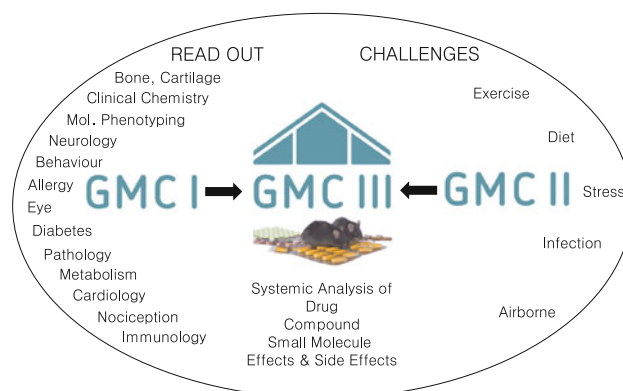 READ OUT
CHALLENGES
Bone, Cartilage
Clinical Chemistry
Mol. Phenotyping
Neurology
Behaviour
Allergy
Eye
Diabetes
Pathology
Metabolism
Cardiology
Nociception
Immunology
GMC I
GMC III
GMC II
Systemic Analysis of
Drug
Compound
Small Molecule
Effects & Side Effects
Exercise
Diet
Stress
Infection
Airborne